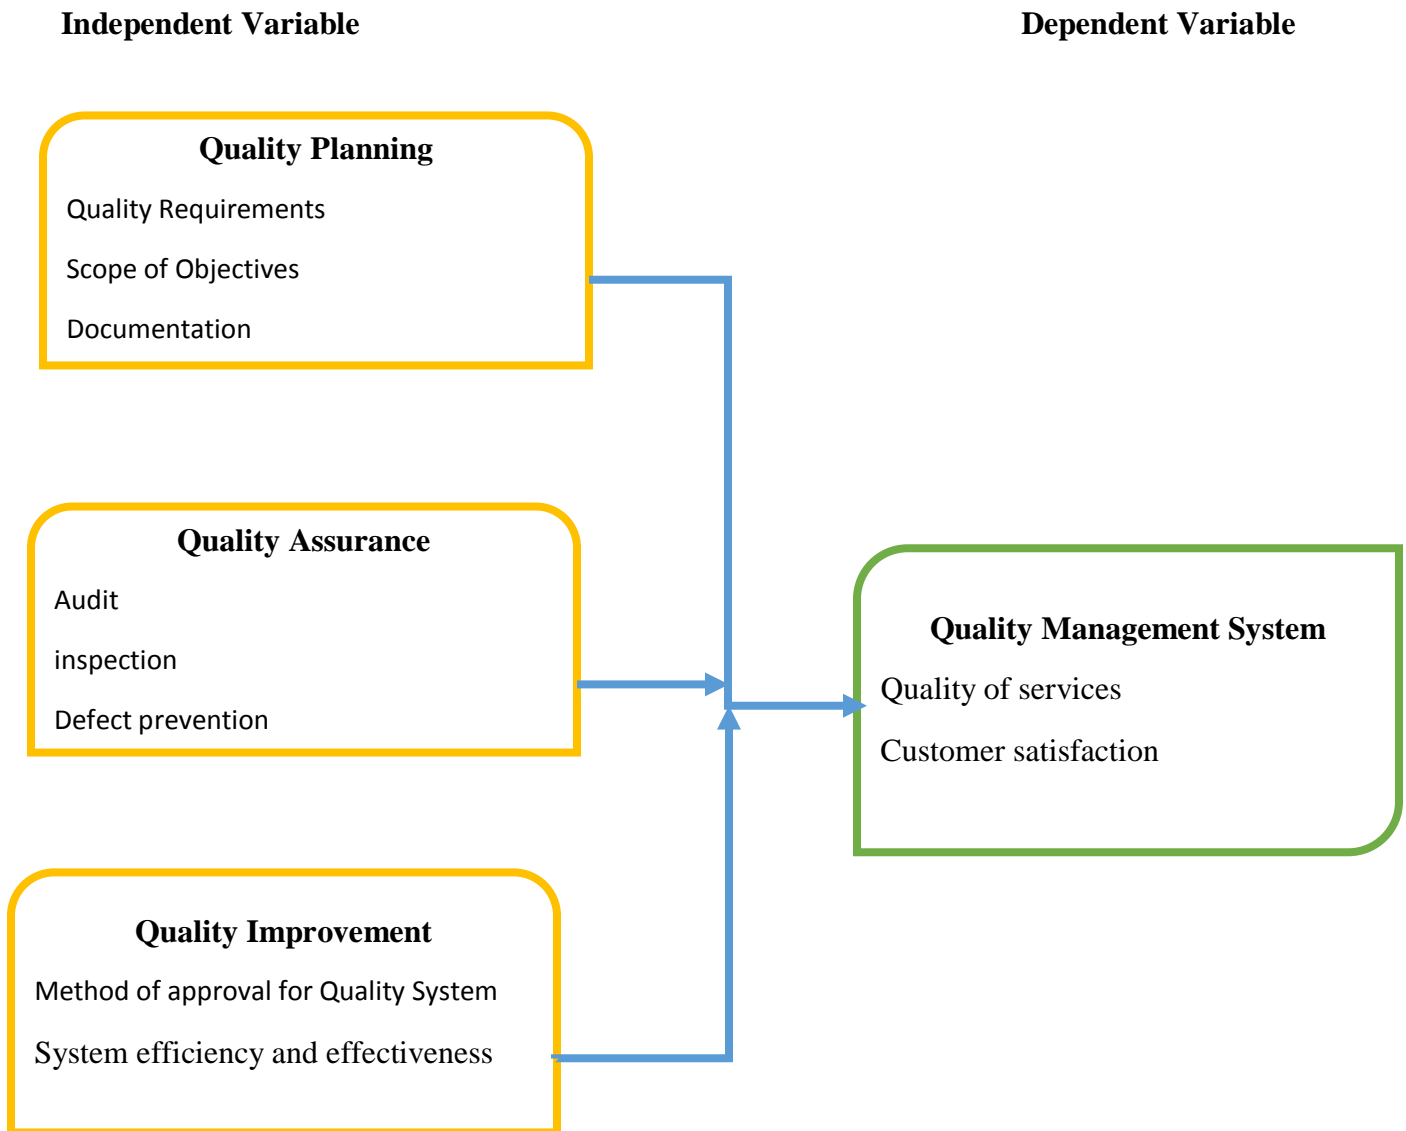 Independent Variable
Dependent Variable
Quality Planning
Quality Requirements
Scope of Objectives
Documentation
Quality Assurance
Audit
inspection
Defect prevention
Quality Management System
Quality of services
Customer satisfaction
Quality Improvement
Method of approval for Quality System
System efficiency and effectiveness